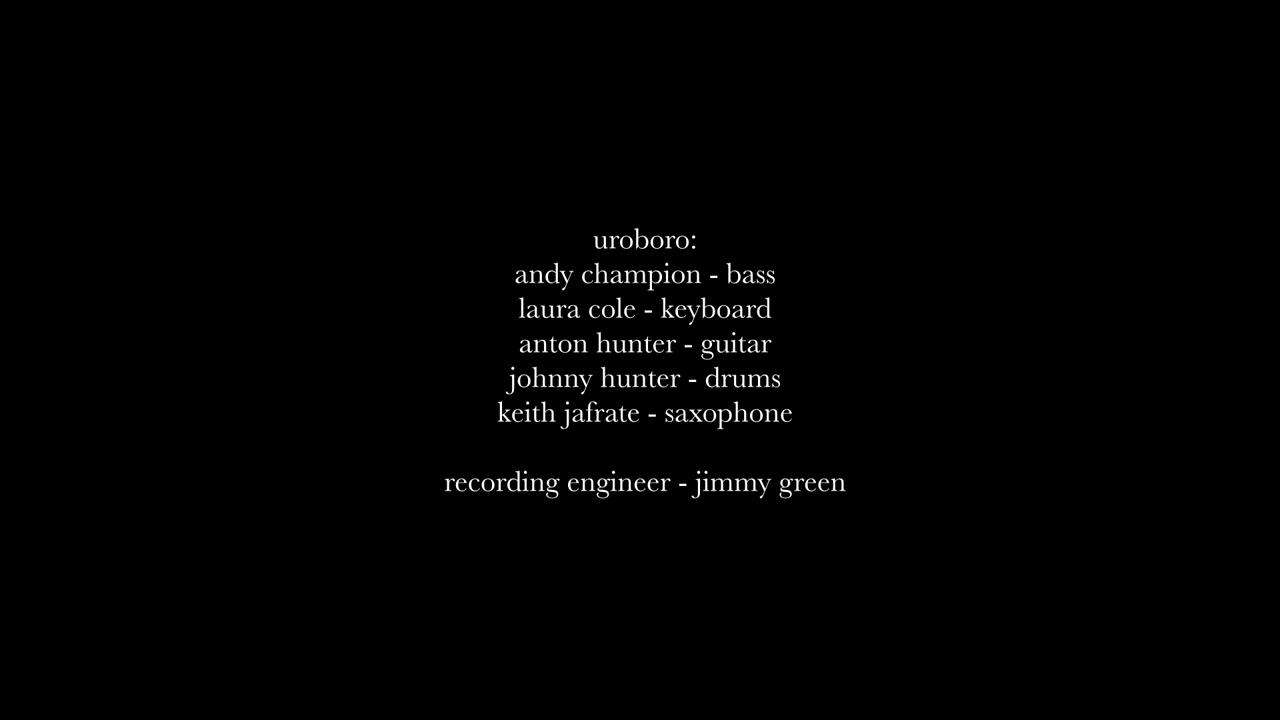 uroboro:
andy champion - bass
laura cole - keyboard
anton hunter - guitar
johnny hunter - drums
keith jafrate - saxophone
recording engineer - jimmy green